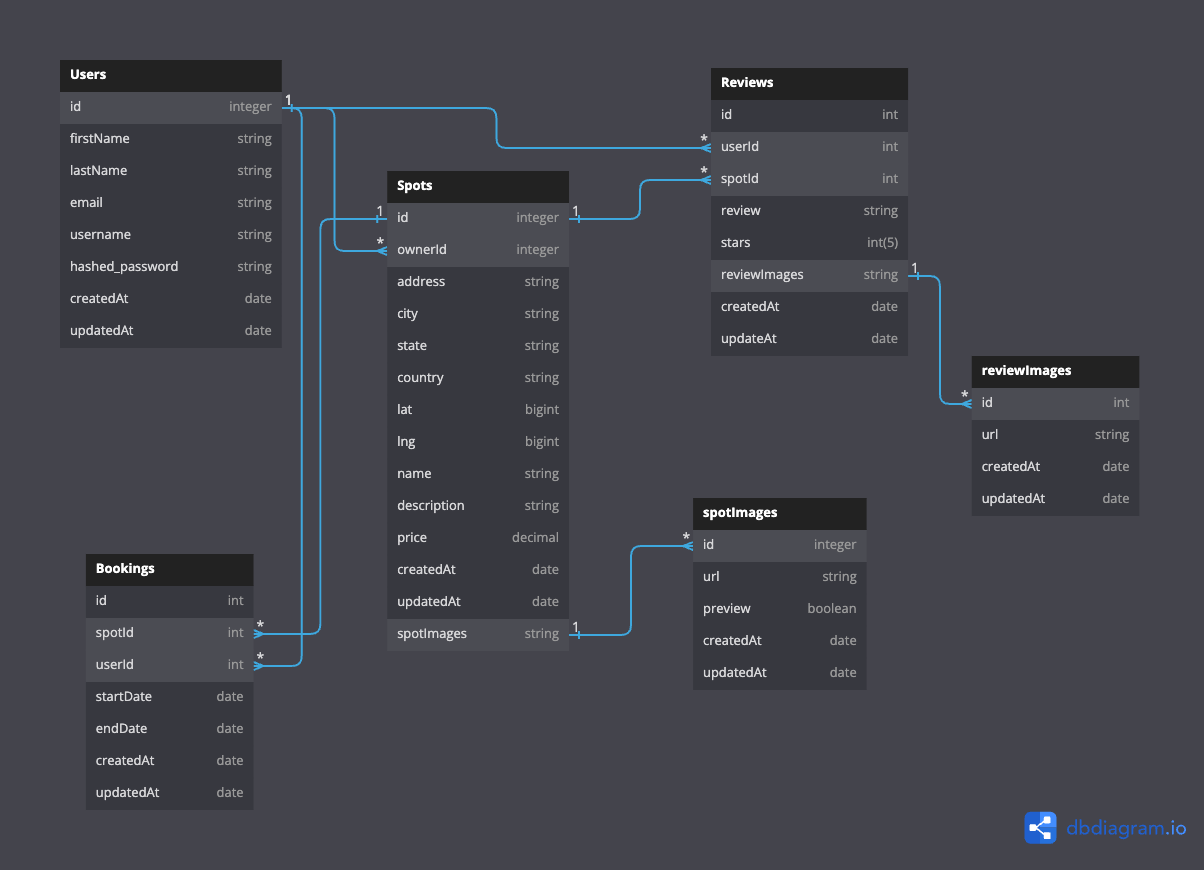 Users
id integer
firstName string
lastName string
email string
username string
hashed_password string
createdAt date
updatedAt date
1
*
*
1
1
*
*
1
*
1
*
*
Spots
id integer
ownerId integer
address string
city string
state string
country string
lat bigint
lng bigint
name string
description string
price decimal
createdAt date
updatedAt date
spotImages string
Reviews
id int
userId int
spotId int
review string
stars int(5)
reviewImages string
createdAt date
updateAt date
reviewImages
id int
url string
createdAt date
updatedAt date
spotImages
id integer
url string
preview boolean
createdAt date
updatedAt date
Bookings
id int
spotId int
userId int
startDate date
endDate date
createdAt date
updatedAt date
dbdiagram.io